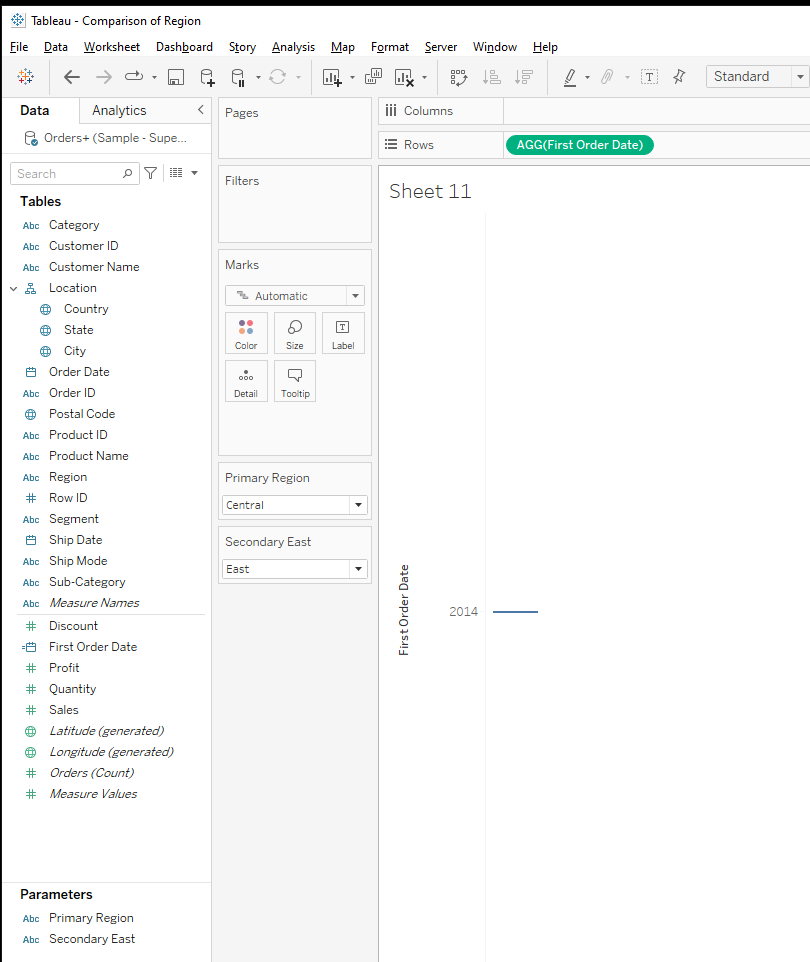 Tableau - Comparison of Region
File Data Worksheet Dashboard Story Analysis Map Format Server Window Help
Standard
Data Analytics
Orders+ (Sample - Supe...
Search
Tables
Abc Category
Abc Customer ID
Abc Customer Name
Location
Country
State
City
Order Date
Abc Order ID
Postal Code
Abc Product ID
Abc Product Name
Abc Region
# Row ID
Abc Segment
Ship Date
Abc Ship Mode
Abc Sub-Category
Abc Measure Names
# Discount
=First Order Date
# Profit
# Quantity
# Sales
Latitude (generated)
Longitude (generated)
# Orders (Count)
# Measure Values
Parameters
Abc Primary Region
Abc Secondary East
Pages
Filters
Marks
Automatic
Color Size T Label
Detail Tooltip
Primary Region
Central
Secondary East
East
Columns
Rows AGG(First Order Date)
Sheet 11
First Order Date
2014